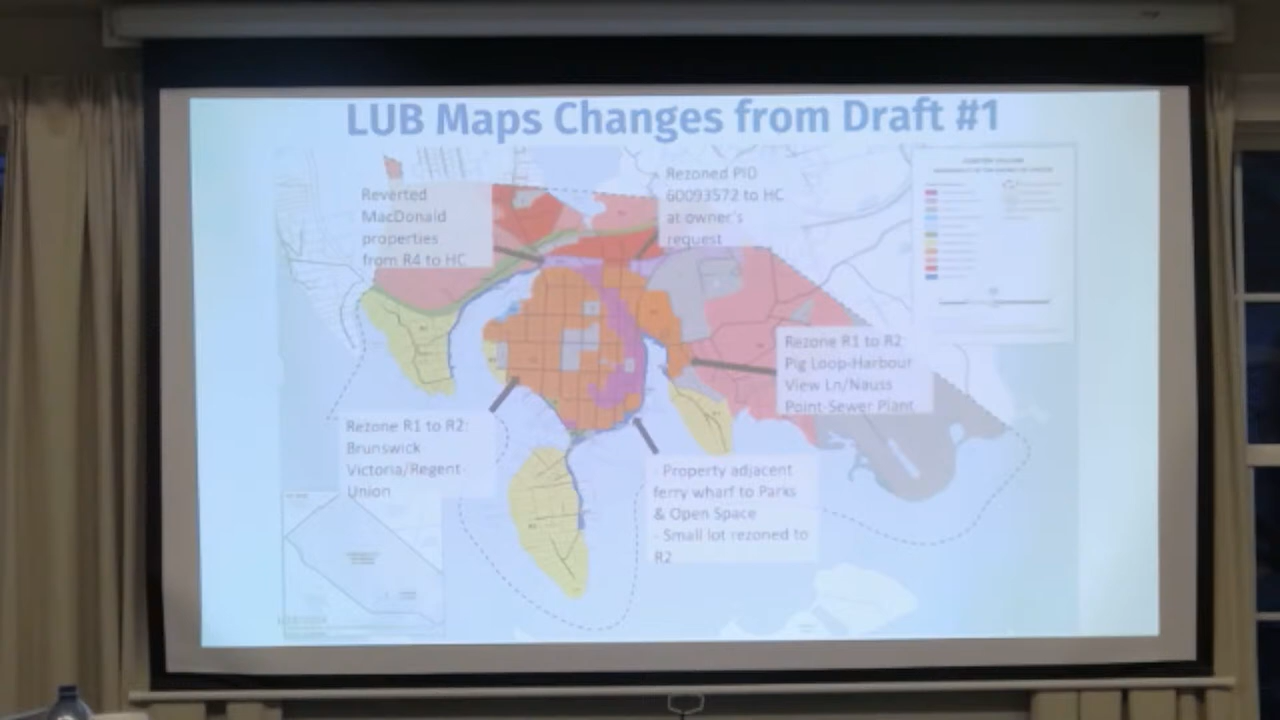 LUB Maps Changes from Draft #1
Reverted
MacDonald
properties
from R4 to HC
Rezoned PID
60093572 to HC
at owner's
request
Rezone R1 to R2:
Pig Loop-Harbour
View Ln/Nauss
Point-Sewer Plant
Rezone R1 to R2:
Brunswick-
Victoria/Regent-
Union
- Property adjacent
ferry wharf to Parks
& Open Space
- Small lot rezoned to
R2